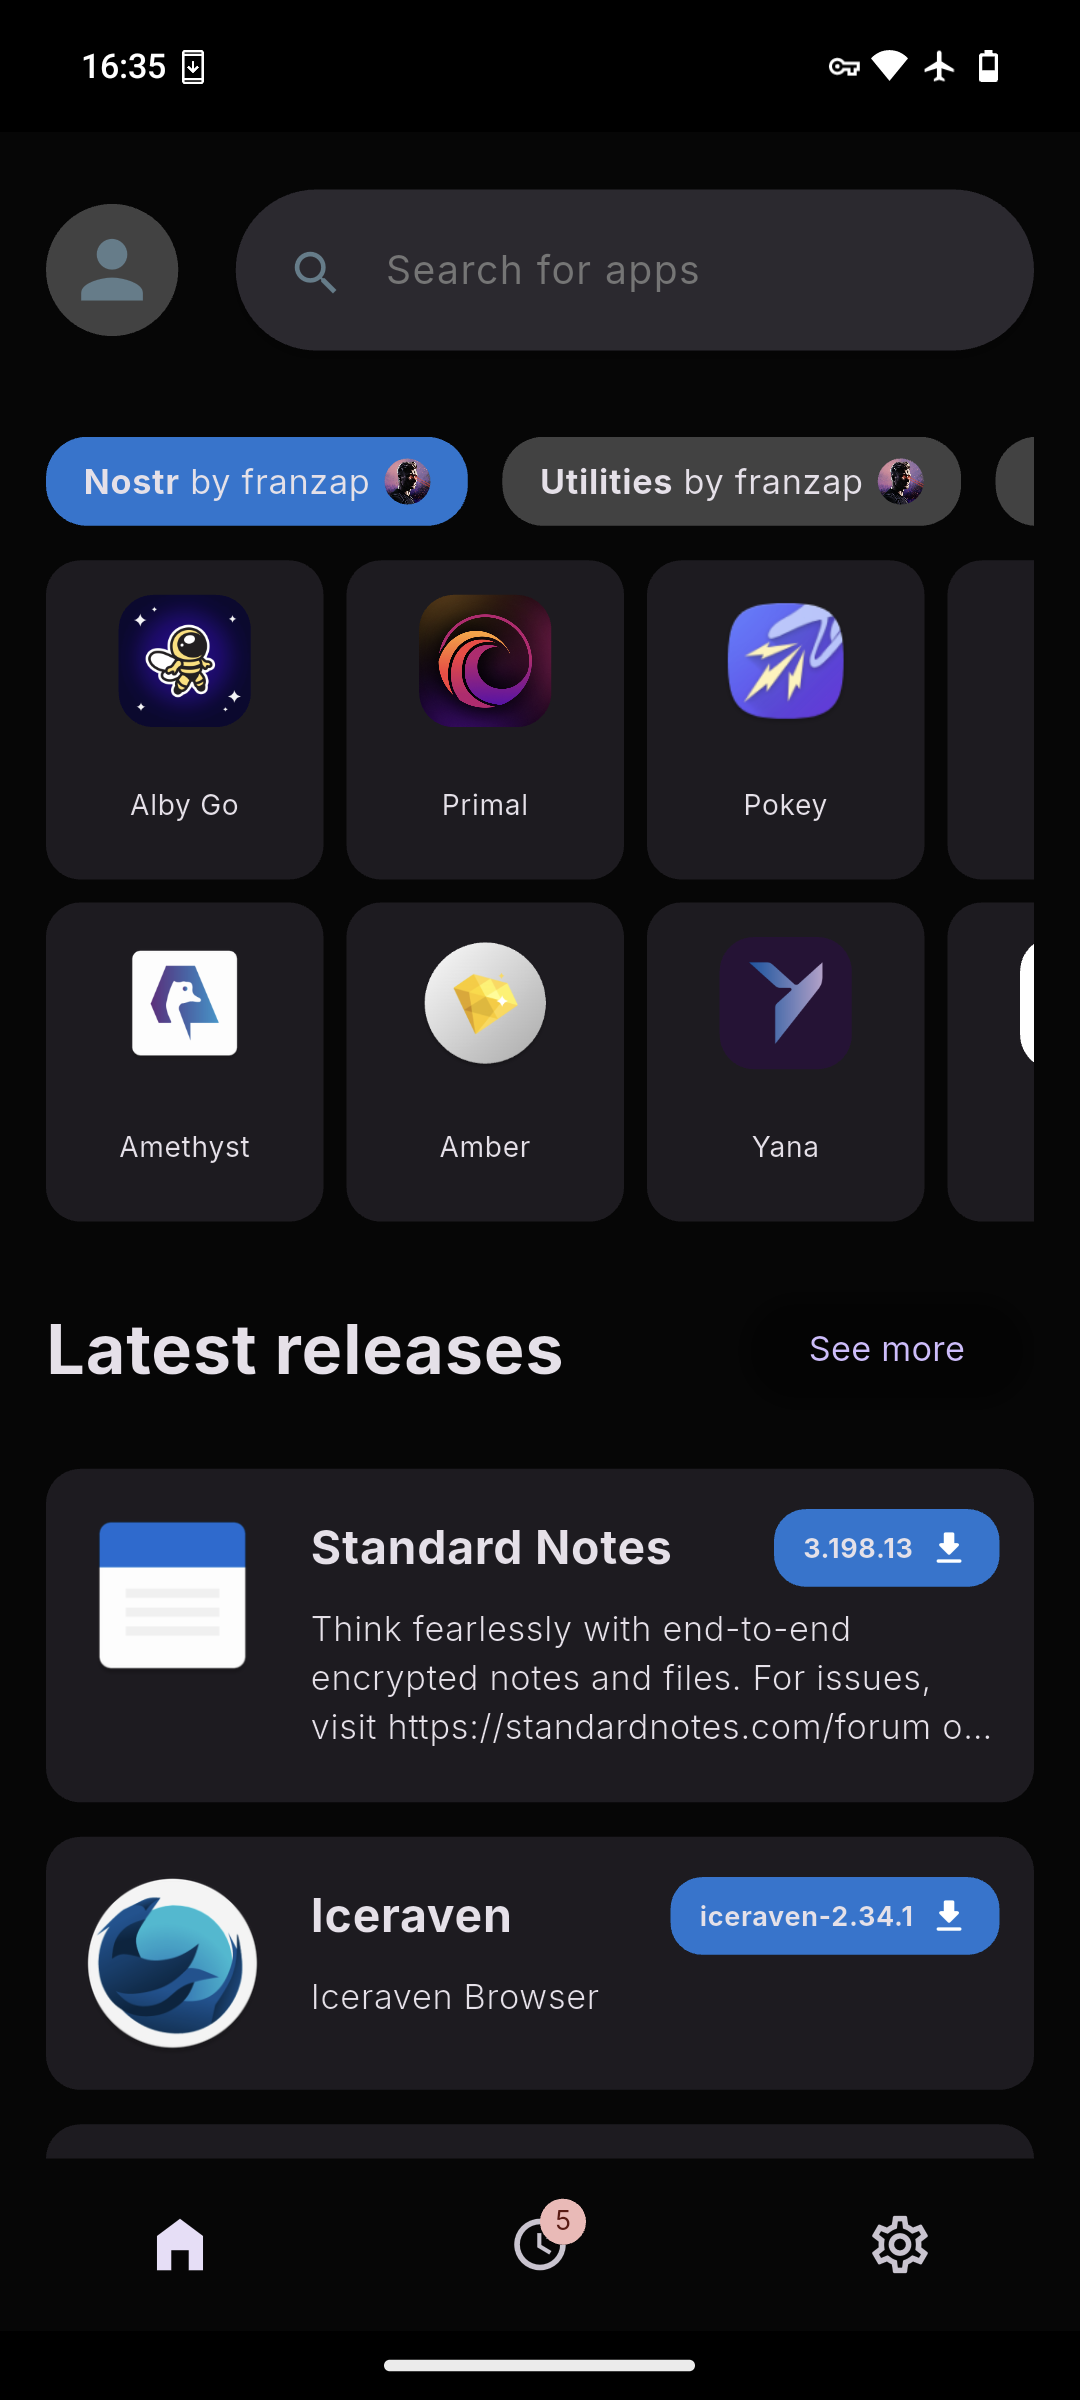 16:35
Search for apps
Nostr by franzap
Utilities by franzap
Alby Go
Primal
Pokey
Amethyst
Amber
Yana
Latest releases
See more
Standard Notes
3.198.13
Think fearlessly with end-to-end
encrypted notes and files. For issues,
visit https://standardnotes.com/forum o...
Iceraven
iceraven-2.34.1
Iceraven Browser
5